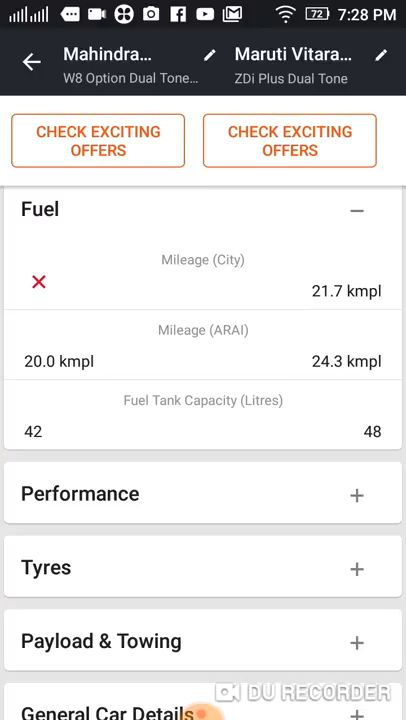 72 7:28 PM
Mahindra...
W8 Option Dual Tone...
Maruti Vitara...
ZDi Plus Dual Tone
CHECK EXCITING
OFFERS
CHECK EXCITING
OFFERS
Fuel
Mileage (City)
21.7 kmpl
Mileage (ARAI)
20.0 kmpl 24.3 kmpl
Fuel Tank Capacity (Litres)
42 48
Performance
Tyres
Payload & Towing
General Car Details
DU RECORDER